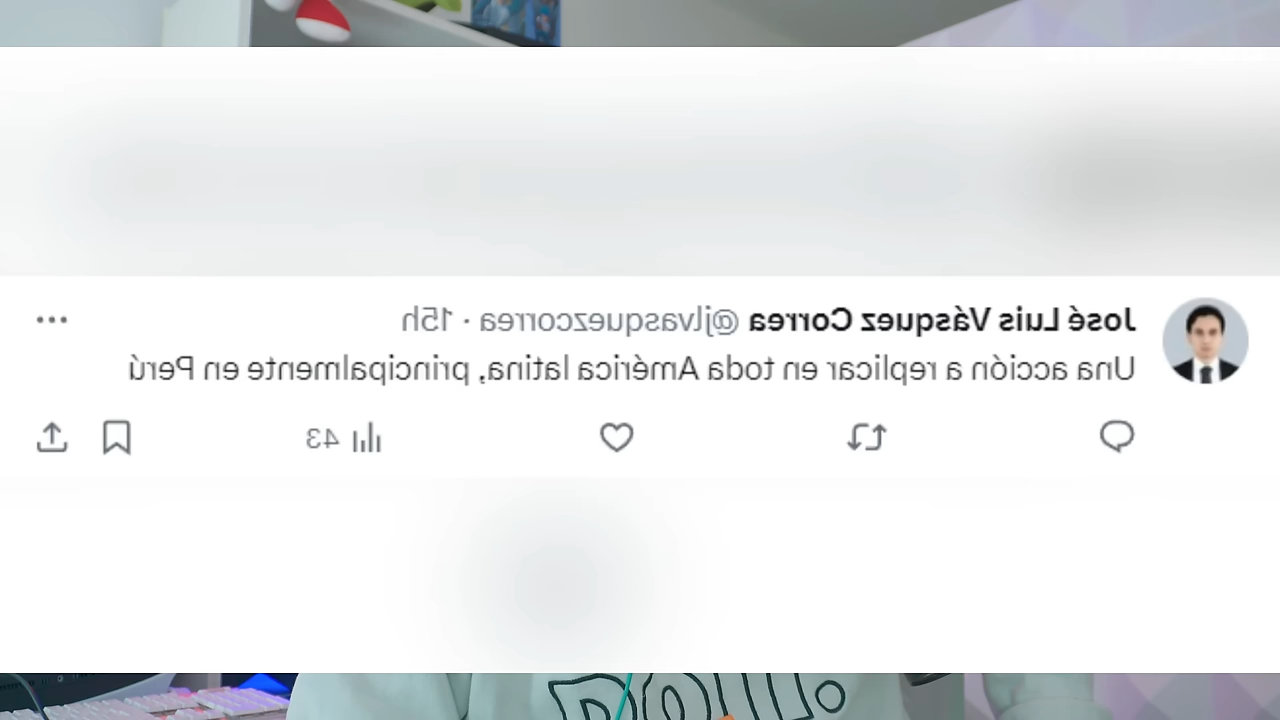 José Luis Vásquez Correa @jlvasquezcorrea · 15h
Una acción a replicar en toda América latina, principalmente en Perú
43